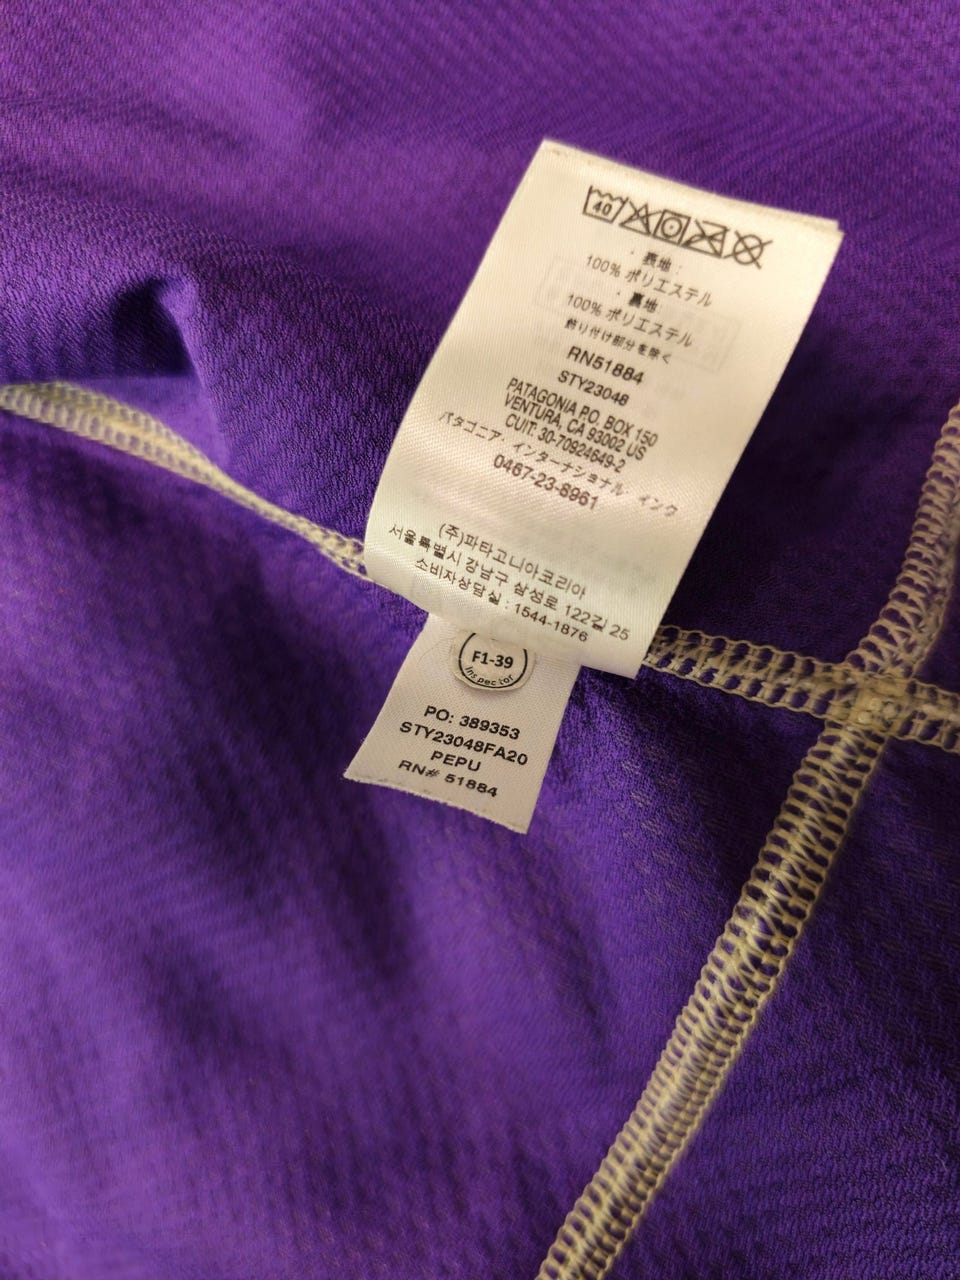 40
・表地:
100% ポリエステル
・裏地:
100% ポリエステル
飾り付け部分を除く
RN51884
STY23048
PATAGONIA P.O. BOX 150
VENTURA, CA 93002 US
CUIT: 30-70924649-2
パタゴニア・インターナショナル・インク
0467-23-8961
(주)파타고니아코리아
서울특별시 강남구 삼성로 122길 25
소비자상담실 : 1544-1876
F1-39
Inspector
PO: 389353
STY23048FA20
PEPU
RN# 51884